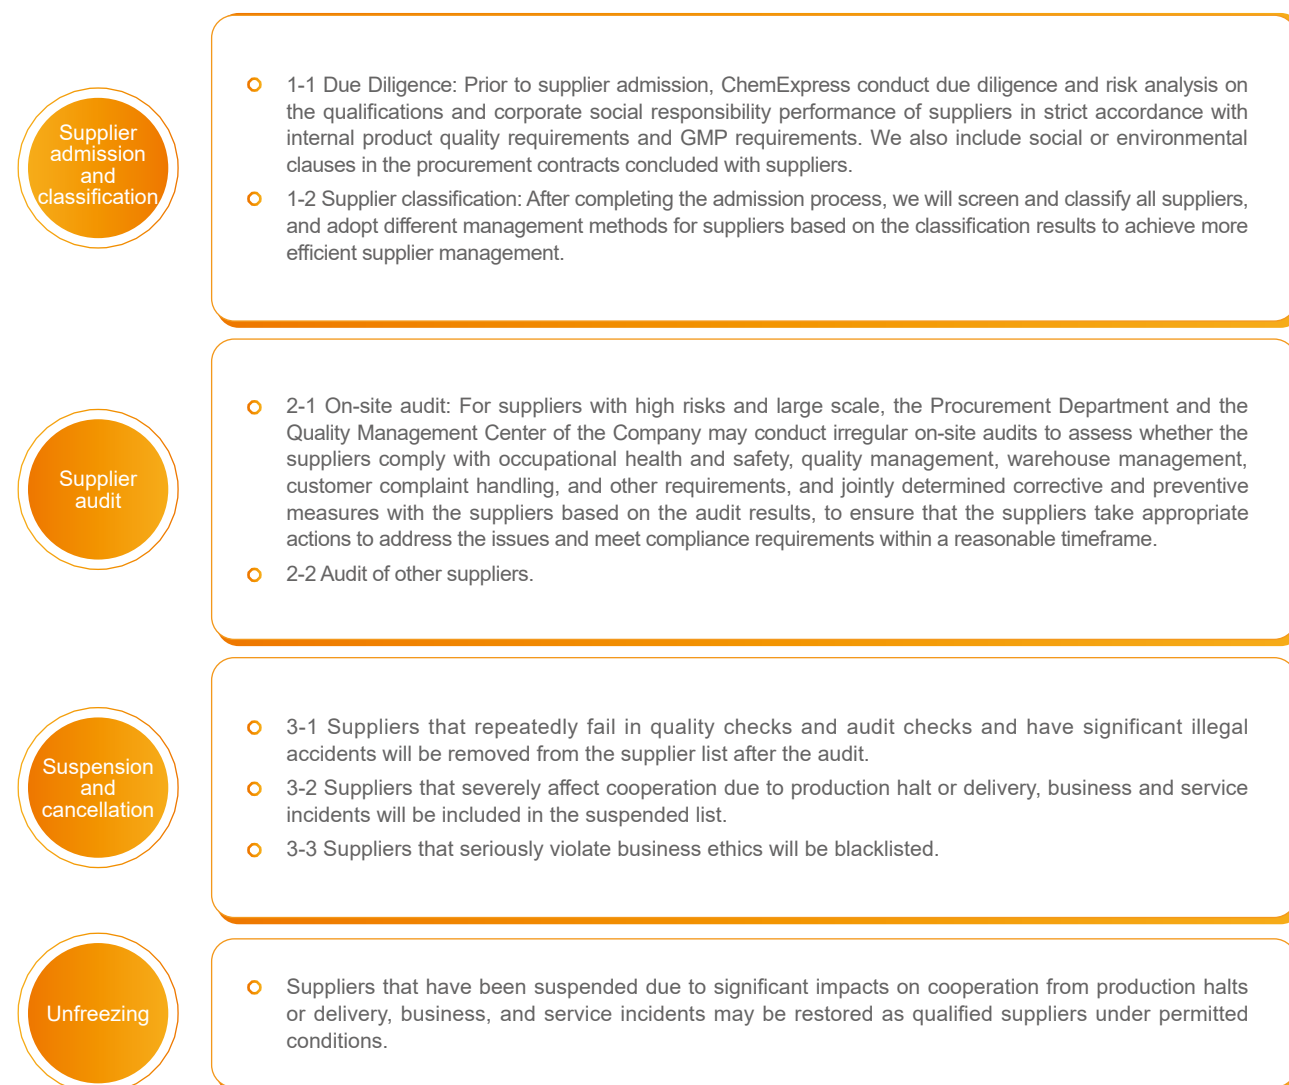 Supplier
admission
and
classification
1-1 Due Diligence: Prior to supplier admission, ChemExpress conduct due diligence and risk analysis on
the qualifications and corporate social responsibility performance of suppliers in strict accordance with
internal product quality requirements and GMP requirements. We also include social or environmental
clauses in the procurement contracts concluded with suppliers.
1-2 Supplier classification: After completing the admission process, we will screen and classify all suppliers,
and adopt different management methods for suppliers based on the classification results to achieve more
efficient supplier management.
Supplier
audit
2-1 On-site audit: For suppliers with high risks and large scale, the Procurement Department and the
Quality Management Center of the Company may conduct irregular on-site audits to assess whether the
suppliers comply with occupational health and safety, quality management, warehouse management,
customer complaint handling, and other requirements, and jointly determined corrective and preventive
measures with the suppliers based on the audit results, to ensure that the suppliers take appropriate
actions to address the issues and meet compliance requirements within a reasonable timeframe.
2-2 Audit of other suppliers.
Suspension
and
cancellation
3-1 Suppliers that repeatedly fail in quality checks and audit checks and have significant illegal
accidents will be removed from the supplier list after the audit.
3-2 Suppliers that severely affect cooperation due to production halt or delivery, business and service
incidents will be included in the suspended list.
3-3 Suppliers that seriously violate business ethics will be blacklisted.
Unfreezing
Suppliers that have been suspended due to significant impacts on cooperation from production halts
or delivery, business, and service incidents may be restored as qualified suppliers under permitted
conditions.